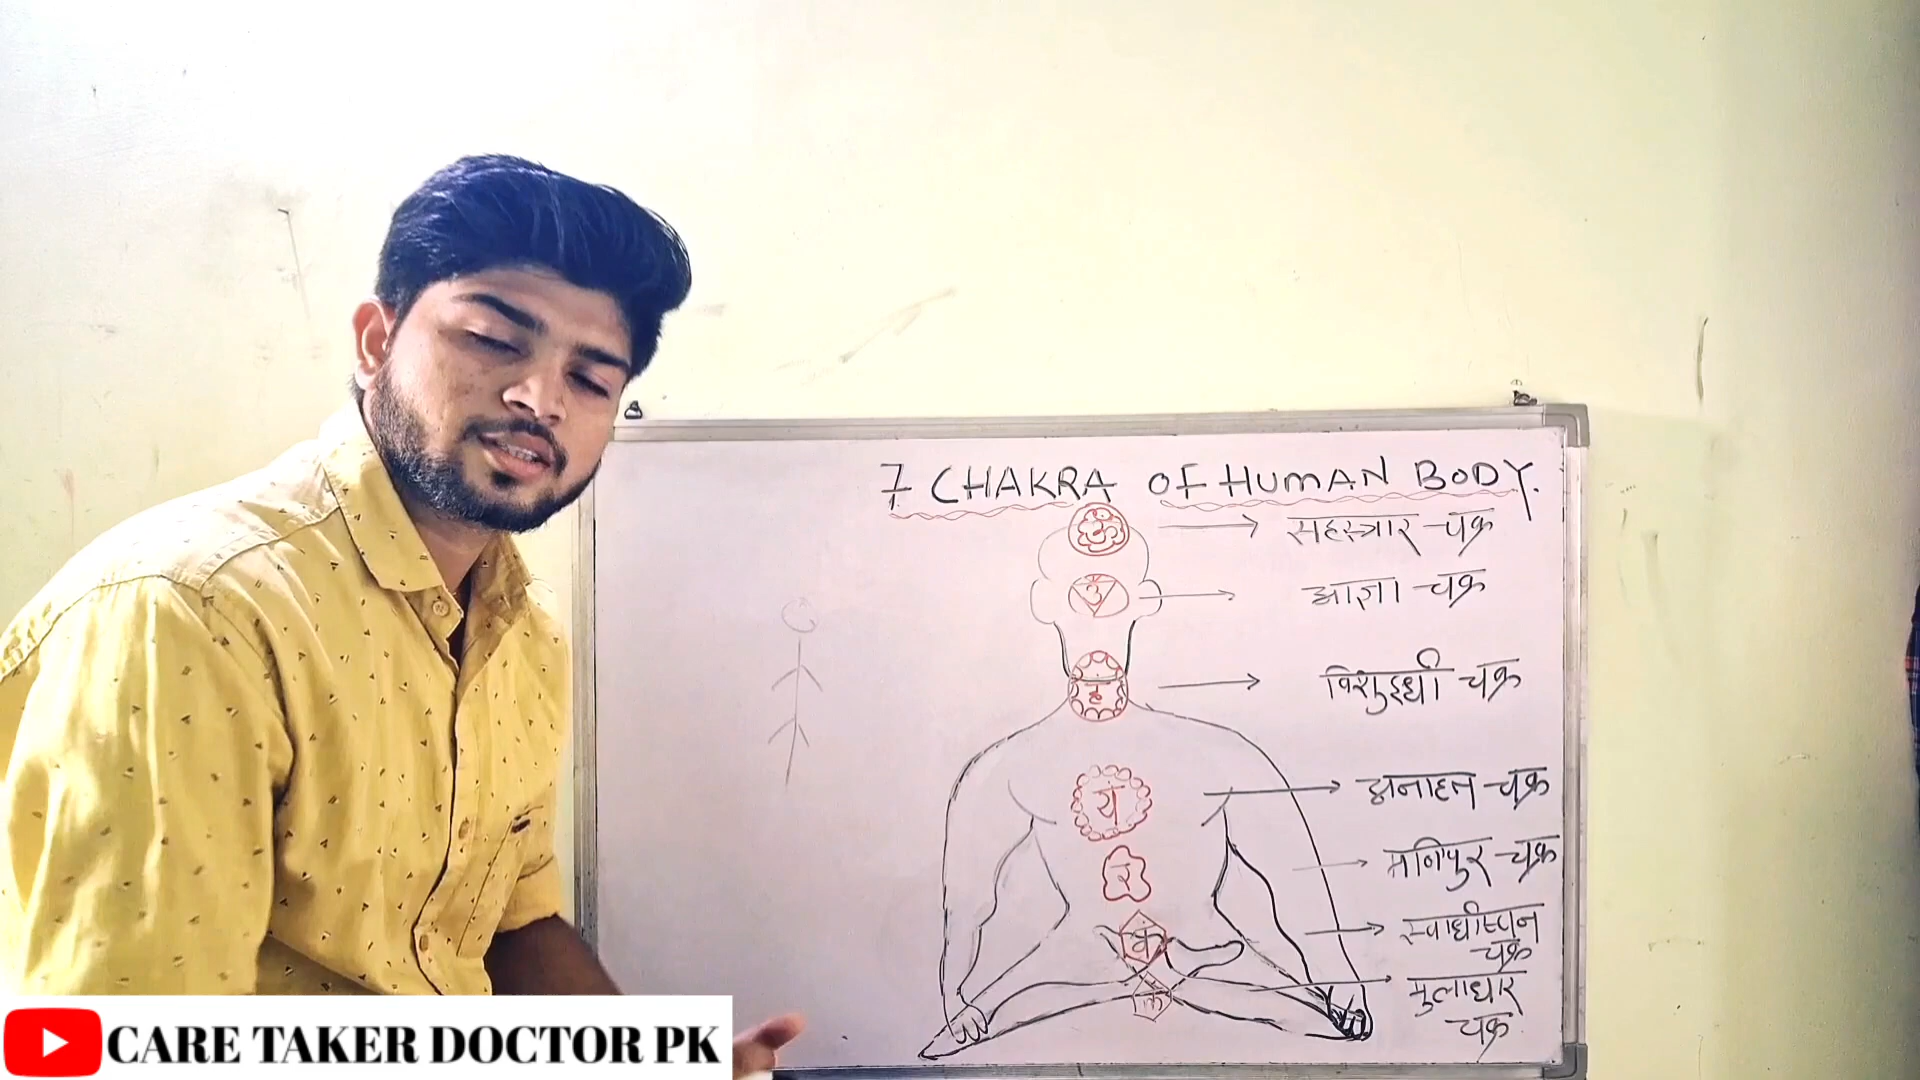 7 CHAKRA OF HUMAN BODY.
ॐ
सहस्त्रार-चक्र
आज्ञा-चक्र
विशुद्धी चक्र
ह
यं
अनाहत-चक्र
र
मणिपुर-चक्र
स्वाधीष्ठान
चक्र
मुलाधार
चक्र
CARE TAKER DOCTOR PK